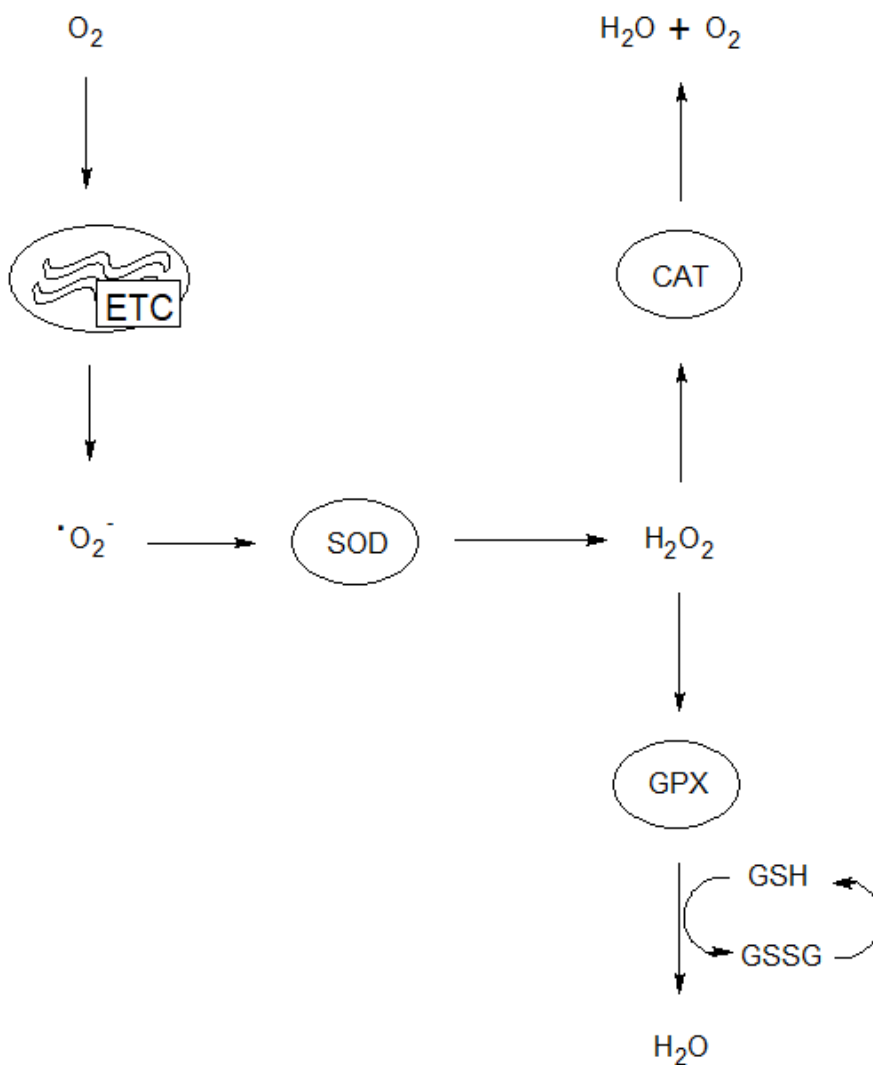 O₂
H₂O + O₂
ETC
CAT
·O₂⁻
SOD
H₂O₂
GPX
GSH
GSSG
H₂O